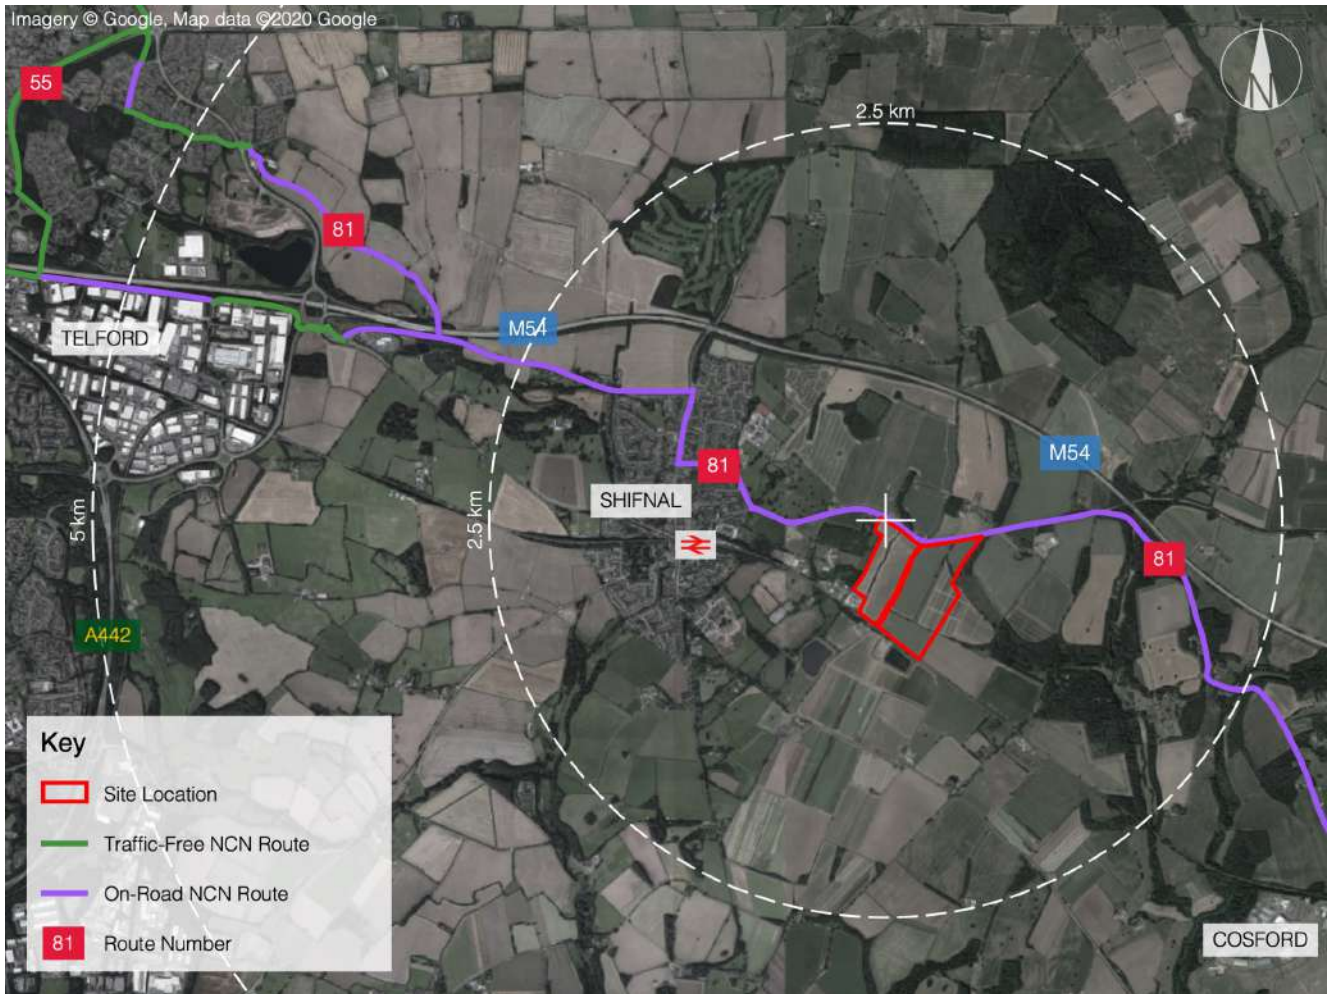 Imagery © Google, Map data ©2020 Google
55
N
2.5 km
81
M54
TELFORD
M54
81
SHIFNAL
2.5 km
5 km
81
A442
Key
Site Location
Traffic-Free NCN Route
On-Road NCN Route
81 Route Number
COSFORD